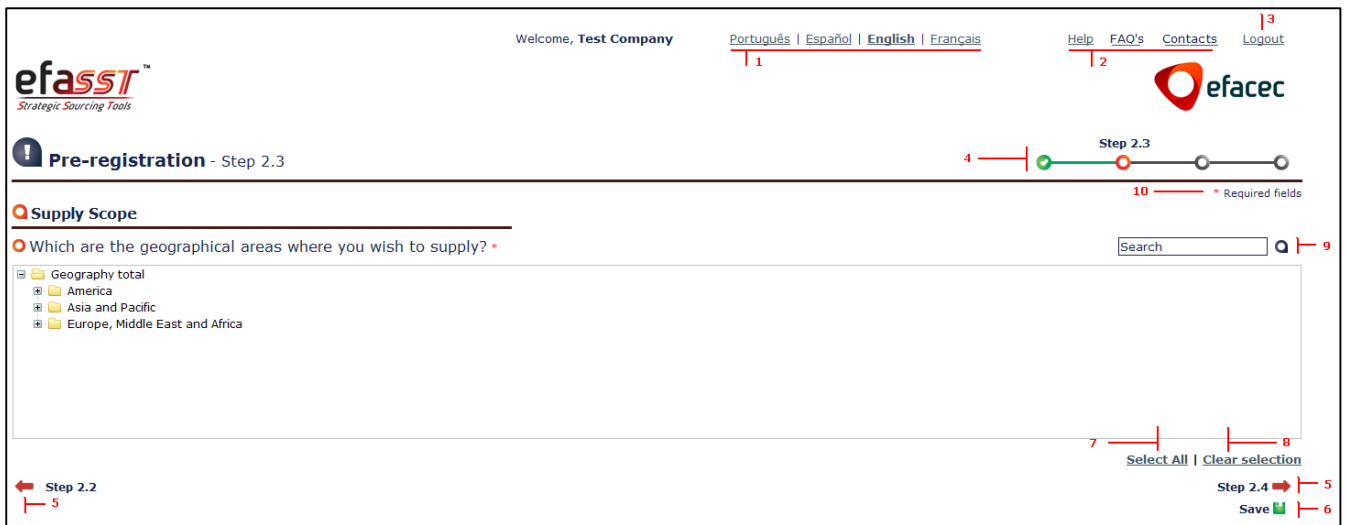 3
Welcome, Test Company
Português | Español | English | Français
Help FAQ's Contacts Logout
1
2
efasst™
Strategic Sourcing Tools
efacec
Pre-registration - Step 2.3
4
Step 2.3
10
* Required fields
Supply Scope
Which are the geographical areas where you wish to supply? *
Search
9
Geography total
America
Asia and Pacific
Europe, Middle East and Africa
7
8
Select All | Clear selection
Step 2.2
Step 2.4
5
5
Save
6